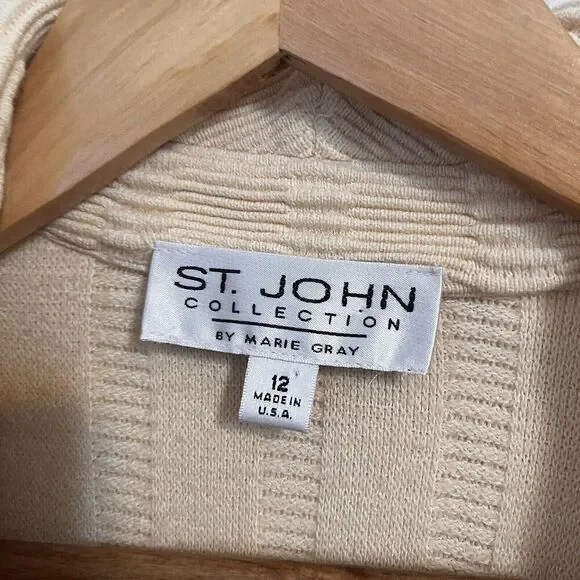 ST. JOHN
COLLECTION
BY MARIE GRAY
12
MADE IN
U.S.A.